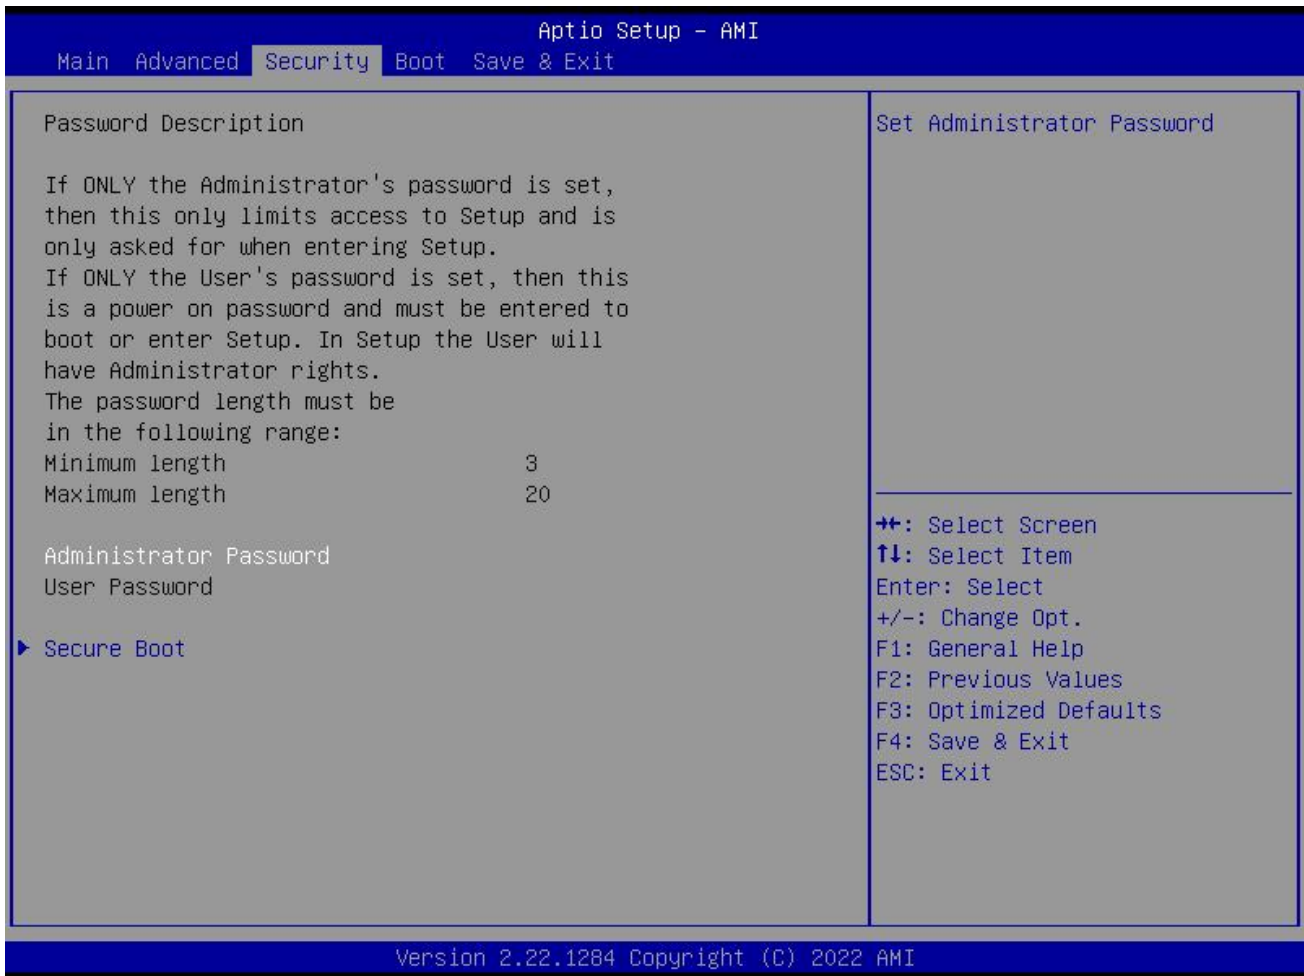 Aptio Setup - AMI
Main Advanced Security Boot Save & Exit
Password Description
If ONLY the Administrator's password is set,
then this only limits access to Setup and is
only asked for when entering Setup.
If ONLY the User's password is set, then this
is a power on password and must be entered to
boot or enter Setup. In Setup the User will
have Administrator rights.
The password length must be
in the following range:
Minimum length 3
Maximum length 20
Administrator Password
User Password
Secure Boot
Set Administrator Password
→←: Select Screen
↑↓: Select Item
Enter: Select
+/-: Change Opt.
F1: General Help
F2: Previous Values
F3: Optimized Defaults
F4: Save & Exit
ESC: Exit
Version 2.22.1284 Copyright (C) 2022 AMI